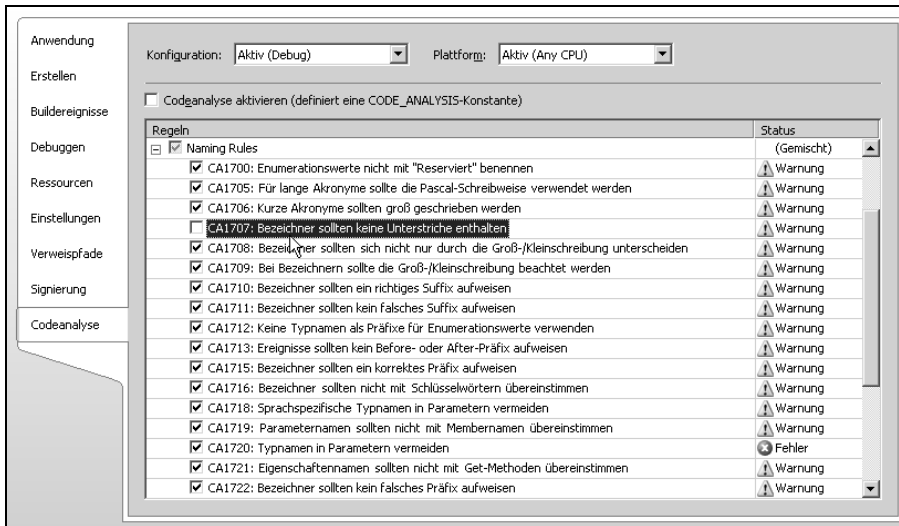 Anwendung
Erstellen
Buildereignisse
Debuggen
Ressourcen
Einstellungen
Verweispfade
Signierung
Codeanalyse
Konfiguration: Aktiv (Debug) Plattform: Aktiv (Any CPU)
Codeanalyse aktivieren (definiert eine CODE_ANALYSIS-Konstante)
Regeln Status
Naming Rules (Gemischt)
CA1700: Enumerationswerte nicht mit "Reserviert" benennen Warnung
CA1705: Für lange Akronyme sollte die Pascal-Schreibweise verwendet werden Warnung
CA1706: Kurze Akronyme sollten groß geschrieben werden Warnung
CA1707: Bezeichner sollten keine Unterstriche enthalten Warnung
CA1708: Bezeichner sollten sich nicht nur durch die Groß-/Kleinschreibung unterscheiden Warnung
CA1709: Bei Bezeichnern sollte die Groß-/Kleinschreibung beachtet werden Warnung
CA1710: Bezeichner sollten ein richtiges Suffix aufweisen Warnung
CA1711: Bezeichner sollten kein falsches Suffix aufweisen Warnung
CA1712: Keine Typnamen als Präfixe für Enumerationswerte verwenden Warnung
CA1713: Ereignisse sollten kein Before- oder After-Präfix aufweisen Warnung
CA1715: Bezeichner sollten ein korrektes Präfix aufweisen Warnung
CA1716: Bezeichner sollten nicht mit Schlüsselwörtern übereinstimmen Warnung
CA1718: Sprachspezifische Typnamen in Parametern vermeiden Warnung
CA1719: Parameternamen sollten nicht mit Membernamen übereinstimmen Warnung
CA1720: Typnamen in Parametern vermeiden Fehler
CA1721: Eigenschaftennamen sollten nicht mit Get-Methoden übereinstimmen Warnung
CA1722: Bezeichner sollten kein falsches Präfix aufweisen Warnung